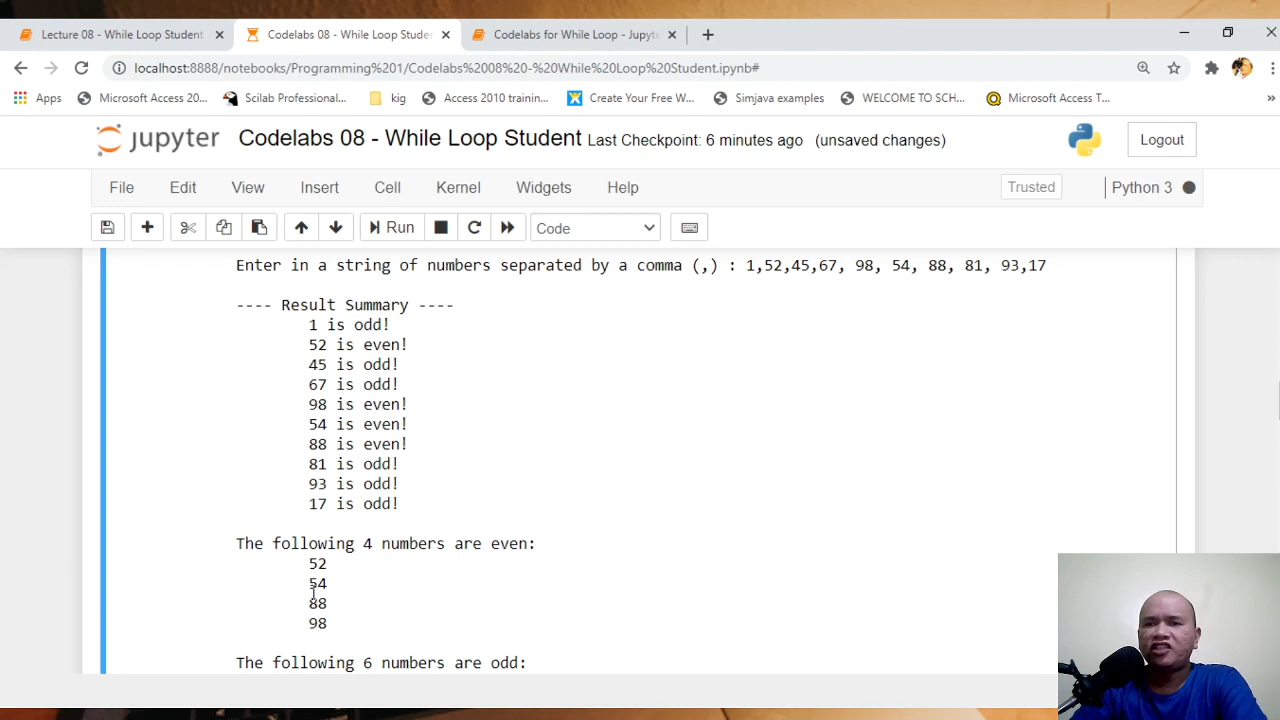 Lecture 08 - While Loop Student
Codelabs 08 - While Loop Studer
Codelabs for While Loop - Jupyte
localhost:8888/notebooks/Programming%201/Codelabs%2008%20-%20While%20Loop%20Student.ipynb#
Apps
Microsoft Access 20...
Scilab Professional...
kig
Access 2010 trainin...
Create Your Free W...
Simjava examples
WELCOME TO SCH...
Microsoft Access T...
»
jupyter
Codelabs 08 - While Loop Student Last Checkpoint: 6 minutes ago (unsaved changes)
Logout
File
Edit
View
Insert
Cell
Kernel
Widgets
Help
Trusted
Python 3
Run
Code
Enter in a string of numbers separated by a comma (,) : 1,52,45,67, 98, 54, 88, 81, 93,17
---- Result Summary ----
1 is odd!
52 is even!
45 is odd!
67 is odd!
98 is even!
54 is even!
88 is even!
81 is odd!
93 is odd!
17 is odd!
The following 4 numbers are even:
52
54
88
98
The following 6 numbers are odd: